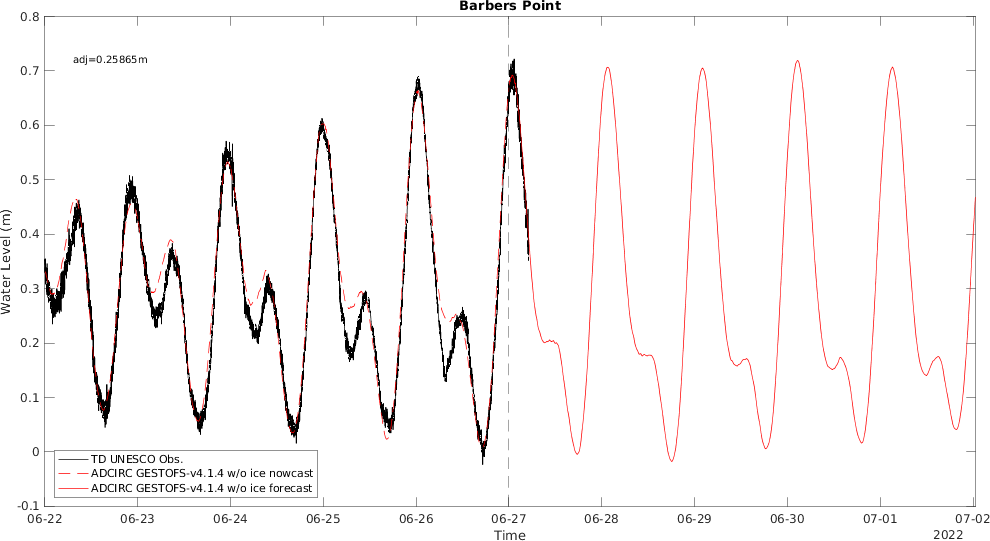 Barbers Point
0.8
adj=0.25865m
0.7
0.6
0.5
0.4
0.3
0.2
0.1
0
-0.1
Water Level (m)
TD UNESCO Obs.
ADCIRC GESTOFS-v4.1.4 w/o ice nowcast
ADCIRC GESTOFS-v4.1.4 w/o ice forecast
06-22 06-23 06-24 06-25 06-26 06-27 06-28 06-29 06-30 07-01 07-02
Time
2022